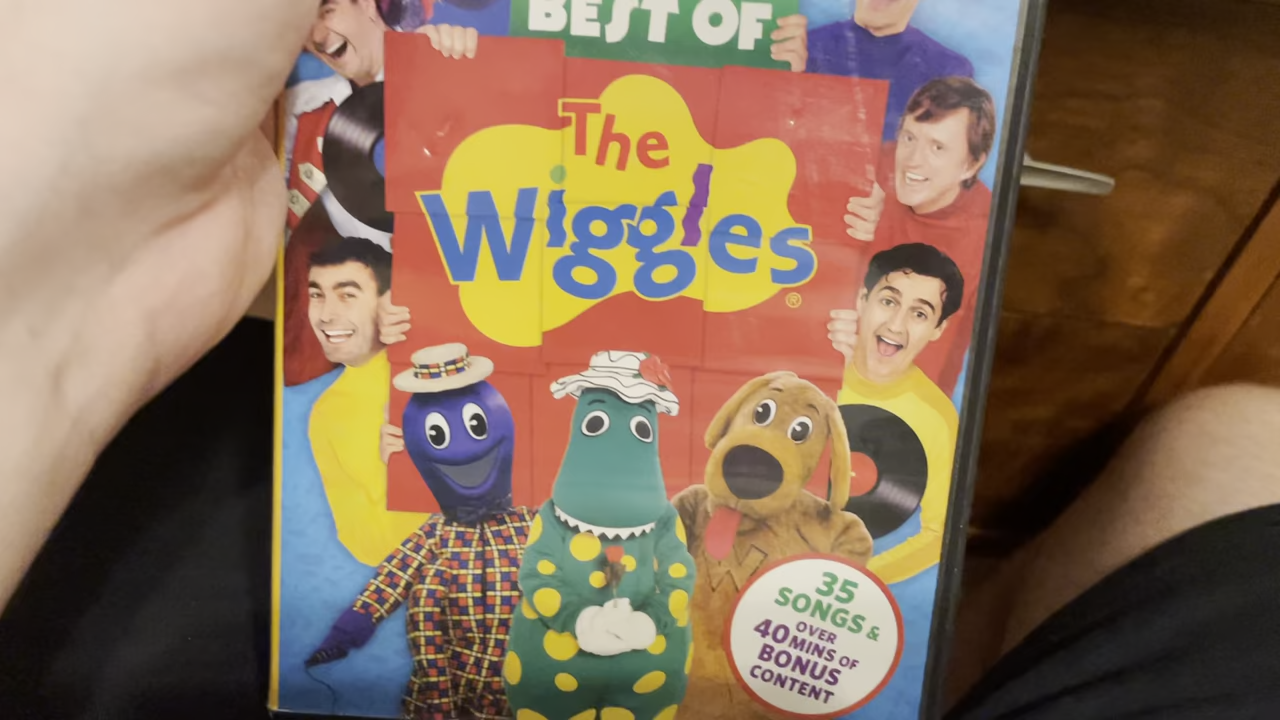 BEST OF
The
Wiggles
®
35
SONGS &
OVER
40 MINS OF
BONUS
CONTENT